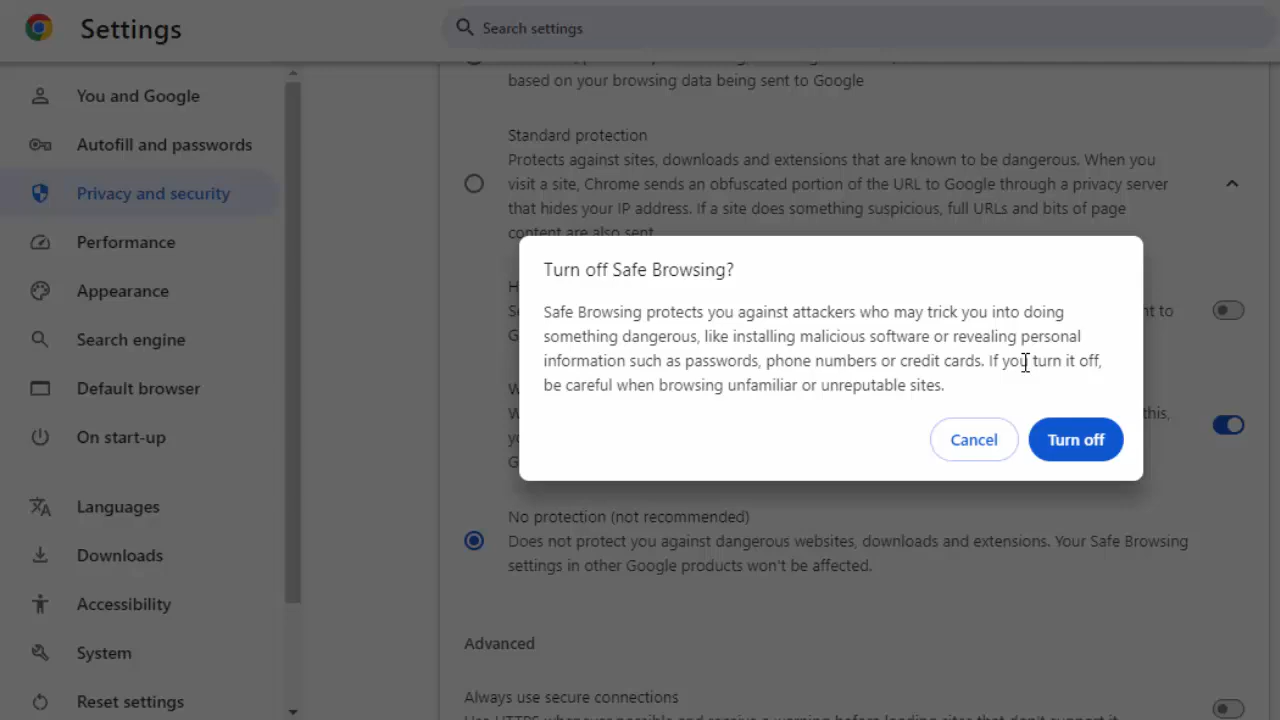 Settings
Search settings
You and Google
Autofill and passwords
Privacy and security
Performance
Appearance
Search engine
Default browser
On start-up
Languages
Downloads
Accessibility
System
Reset settings
based on your browsing data being sent to Google
Standard protection
Protects against sites, downloads and extensions that are known to be dangerous. When you
visit a site, Chrome sends an obfuscated portion of the URL to Google through a privacy server
that hides your IP address. If a site does something suspicious, full URLs and bits of page
content are also sent.
Turn off Safe Browsing?
Safe Browsing protects you against attackers who may trick you into doing
something dangerous, like installing malicious software or revealing personal
information such as passwords, phone numbers or credit cards. If you turn it off,
be careful when browsing unfamiliar or unreputable sites.
Cancel
Turn off
to
this,
No protection (not recommended)
Does not protect you against dangerous websites, downloads and extensions. Your Safe Browsing
settings in other Google products won't be affected.
Advanced
Always use secure connections